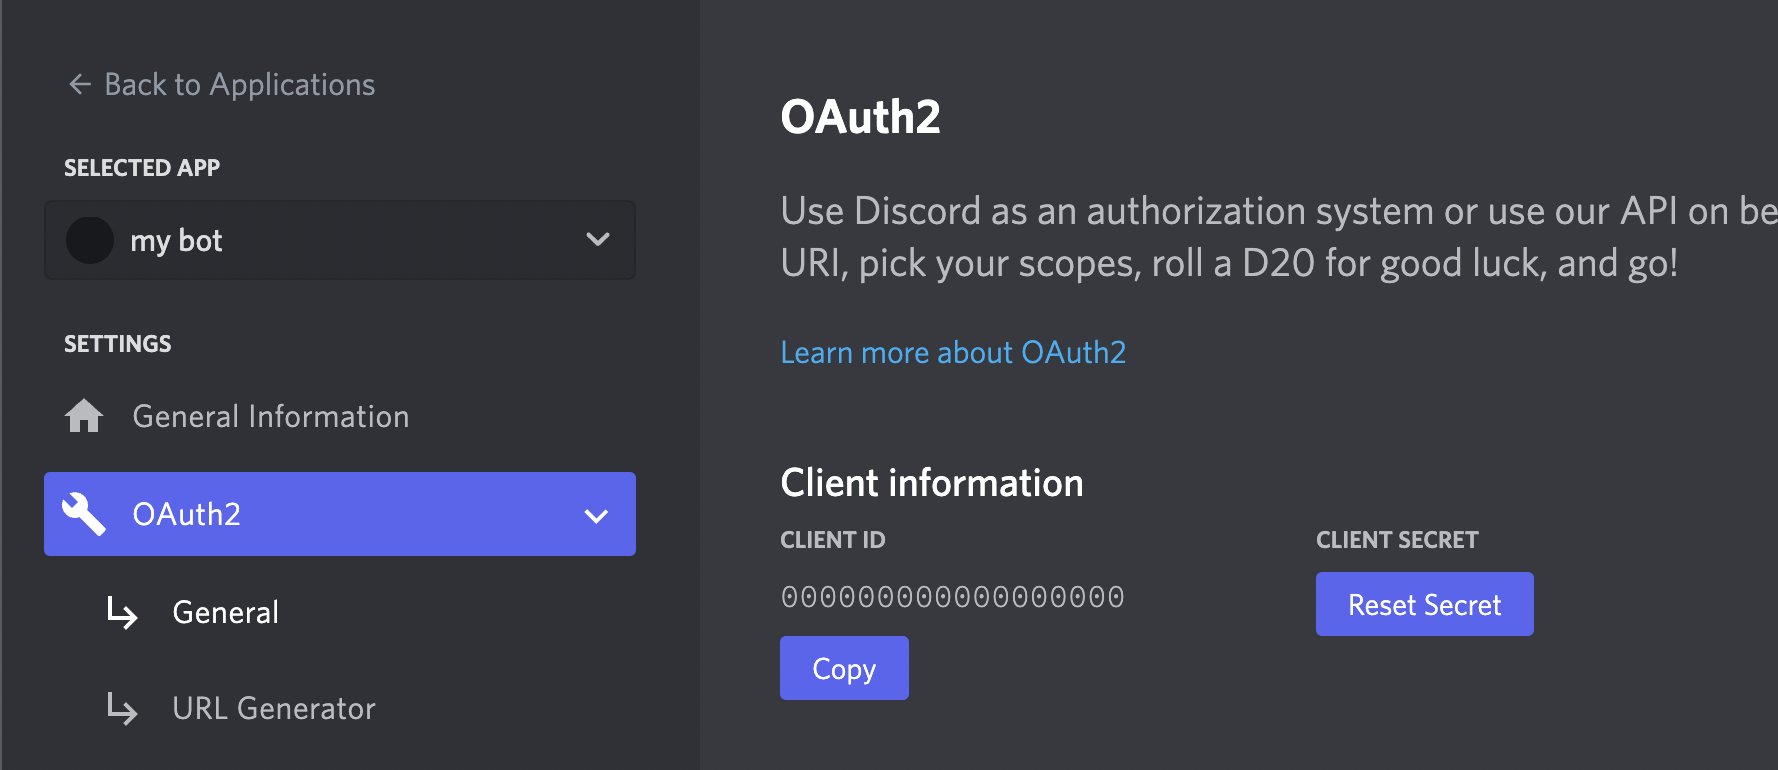 Back to Applications
SELECTED APP
my bot
SETTINGS
General Information
OAuth2
General
URL Generator
OAuth2
Use Discord as an authorization system or use our API on be
URI, pick your scopes, roll a D20 for good luck, and go!
Learn more about OAuth2
Client information
CLIENT ID
000000000000000000
Copy
CLIENT SECRET
Reset Secret